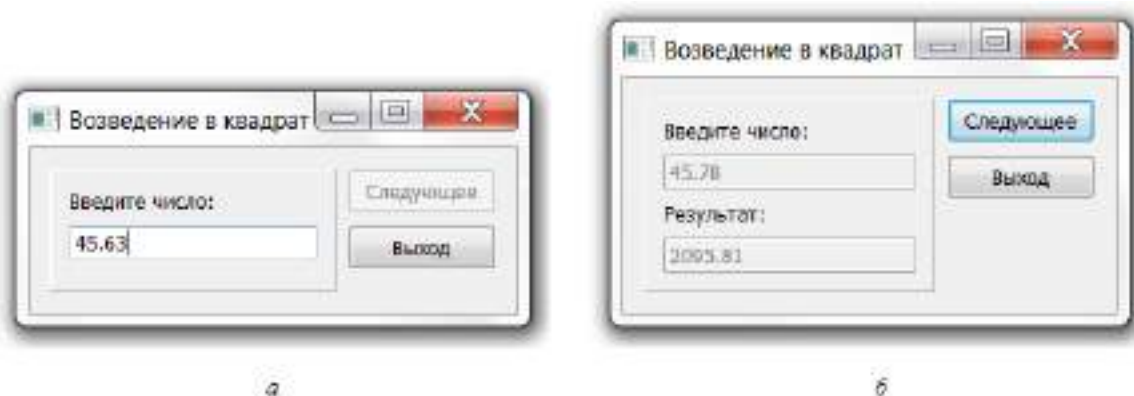 Возведение в квадрат
Введите число:
45.63
Следующее
Выход
а
Возведение в квадрат
Введите число:
45.78
Результат:
2095.81
Следующее
Выход
б